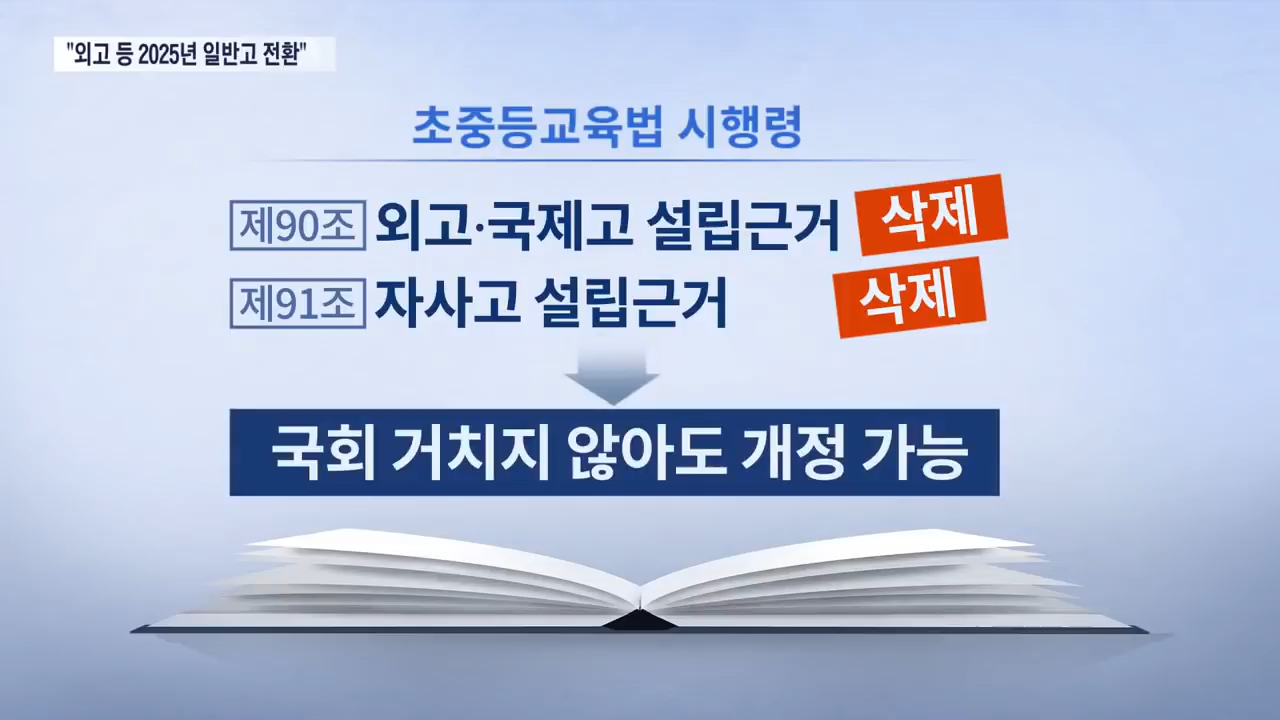 "외고 등 2025년 일반고 전환"
초중등교육법 시행령
제90조 외고·국제고 설립근거 삭제
제91조 자사고 설립근거 삭제
국회 거치지 않아도 개정 가능